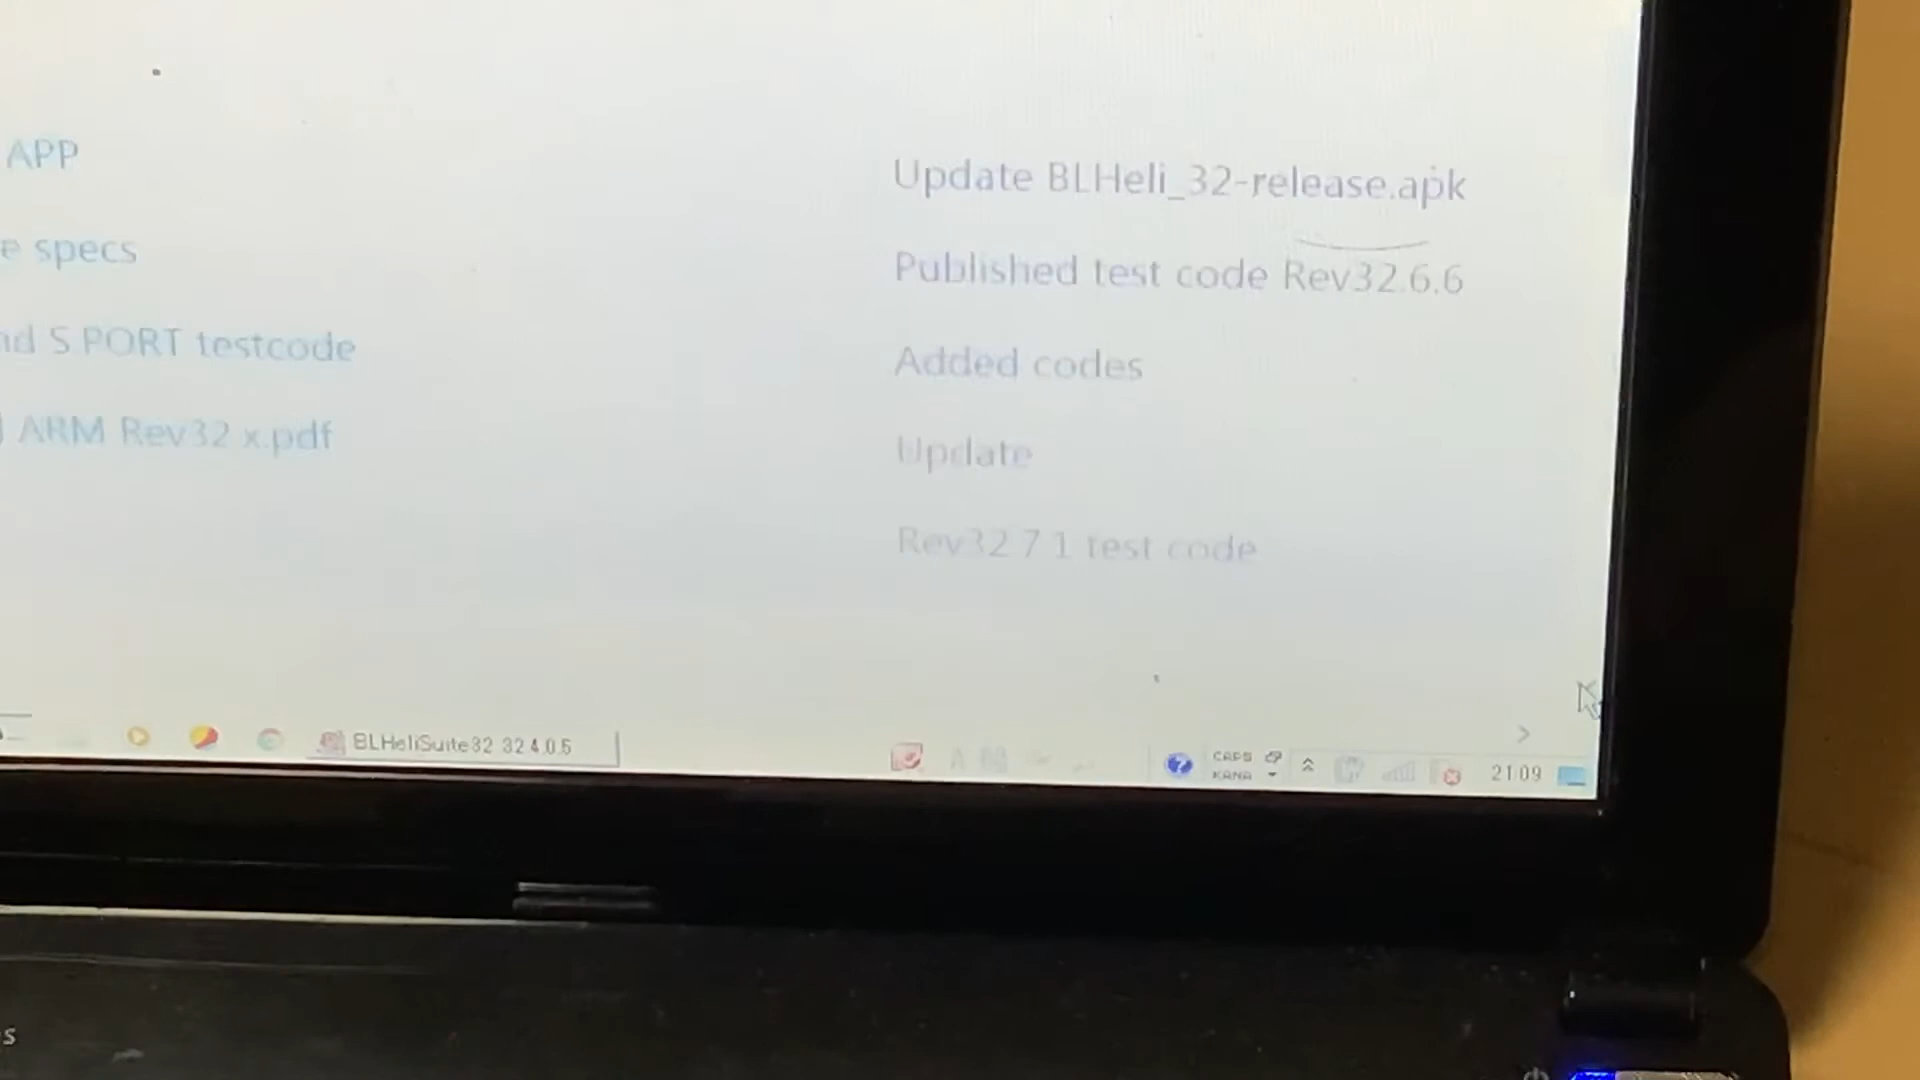 APP
Update BLHeli_32-release.apk
e specs
Published test code Rev32.6.6
nd S.PORT testcode
Added codes
ARM Rev32.x.pdf
Update
Rev32.7.1 test code
BLHeliSuite32 32.4.0.5
CAPS
KANA
21:09
s